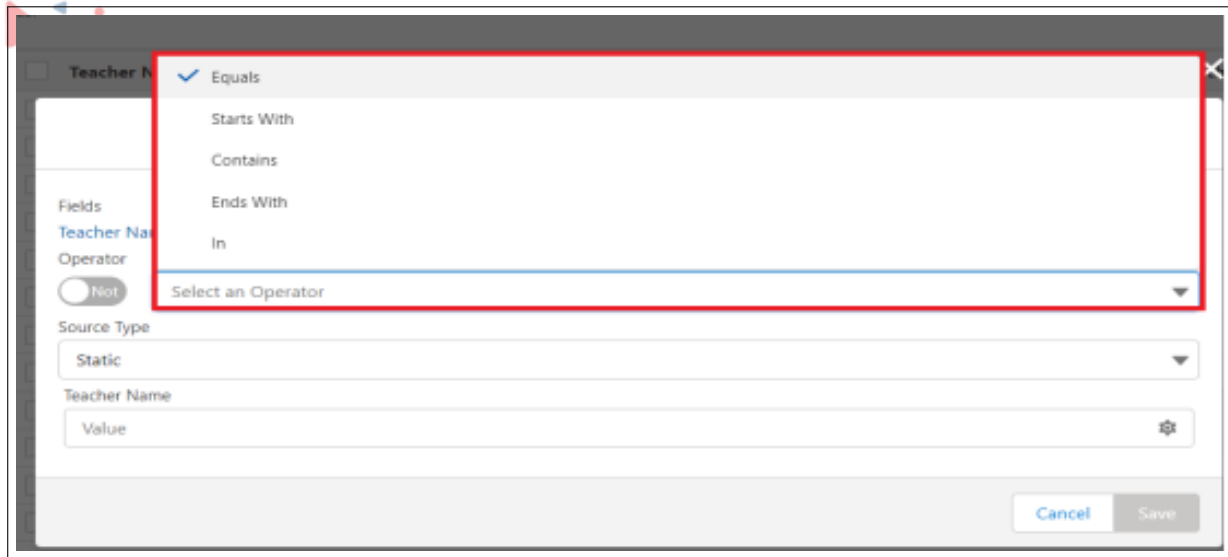 Teacher N
Equals
Starts With
Contains
Ends With
In
Fields
Teacher Na
Operator
Not
Select an Operator
Source Type
Static
Teacher Name
Value
Cancel
Save